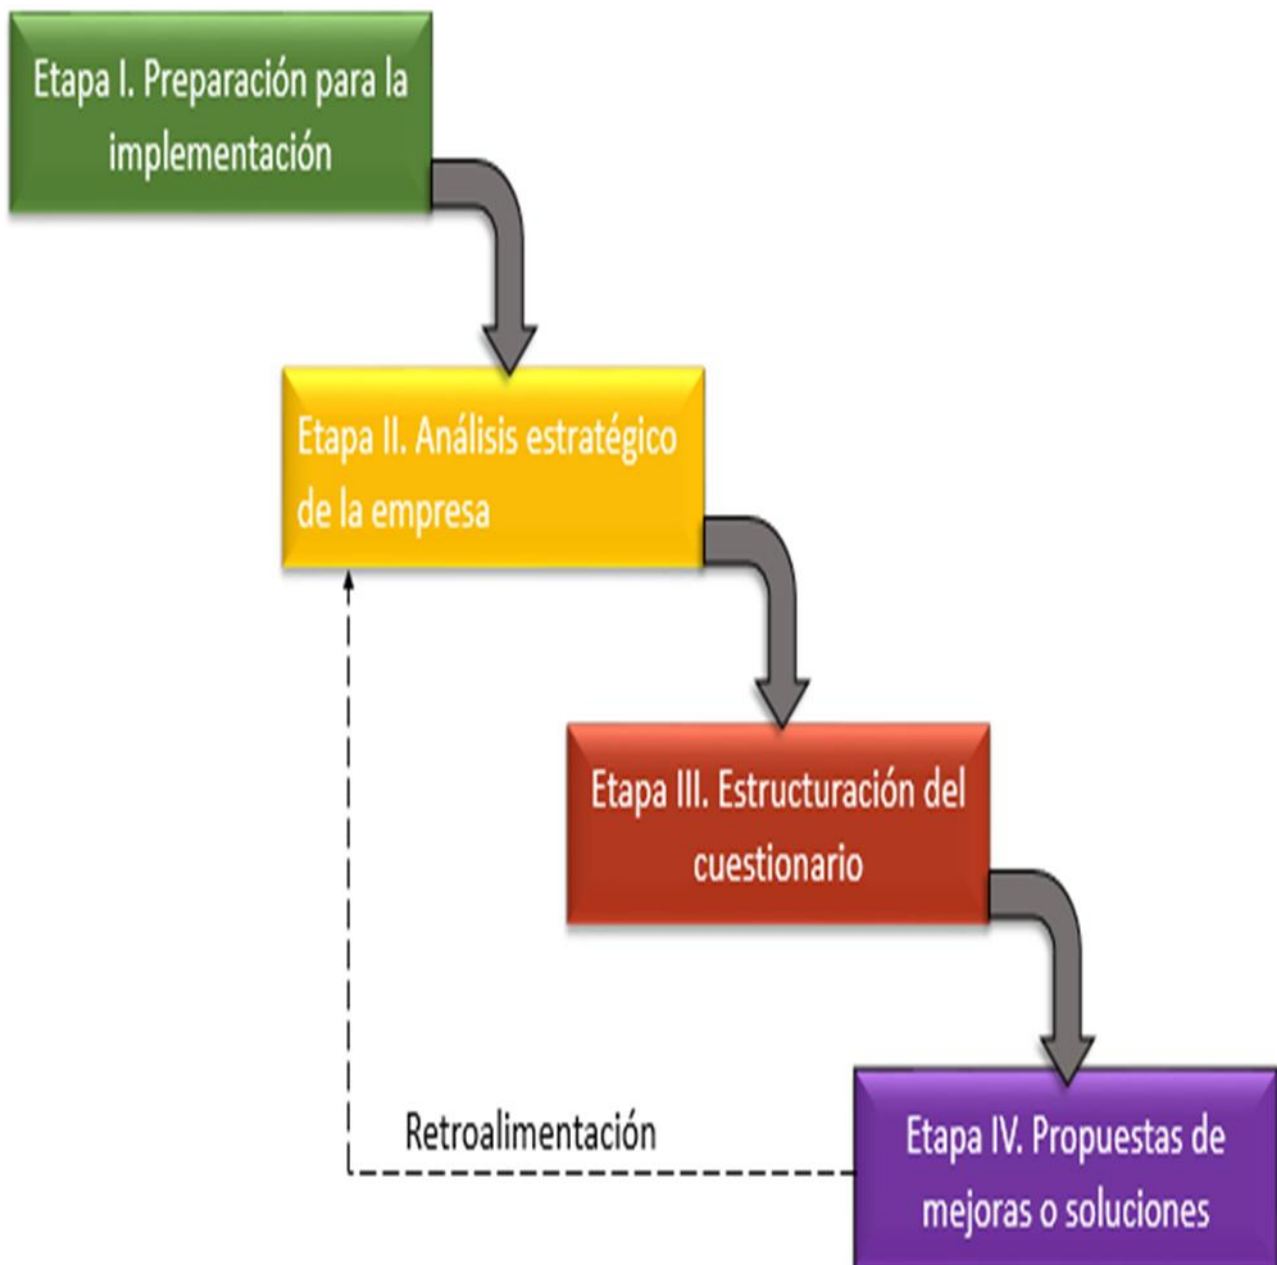 Etapa I. Preparación para la
implementación
Etapa II. Análisis estratégico
de la empresa
Etapa III. Estructuración del
cuestionario
Retroalimentación
Etapa IV. Propuestas de
mejoras o soluciones